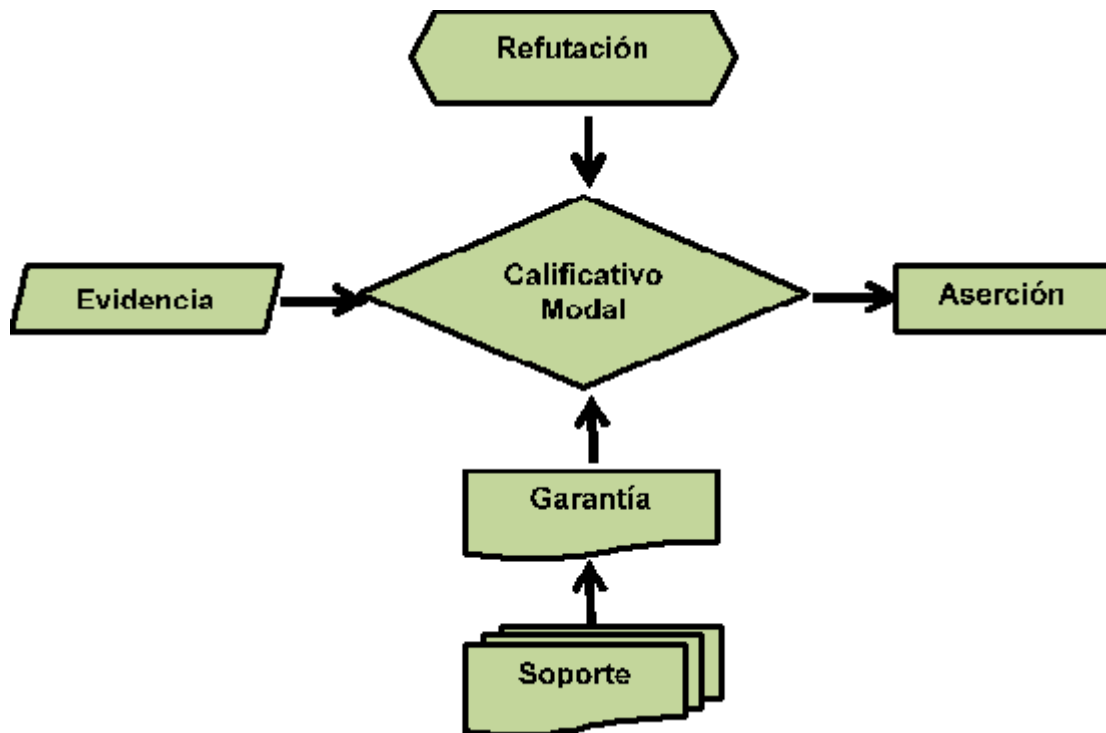 Refutación
Evidencia
Calificativo
Modal
Aserción
Garantía
Soporte